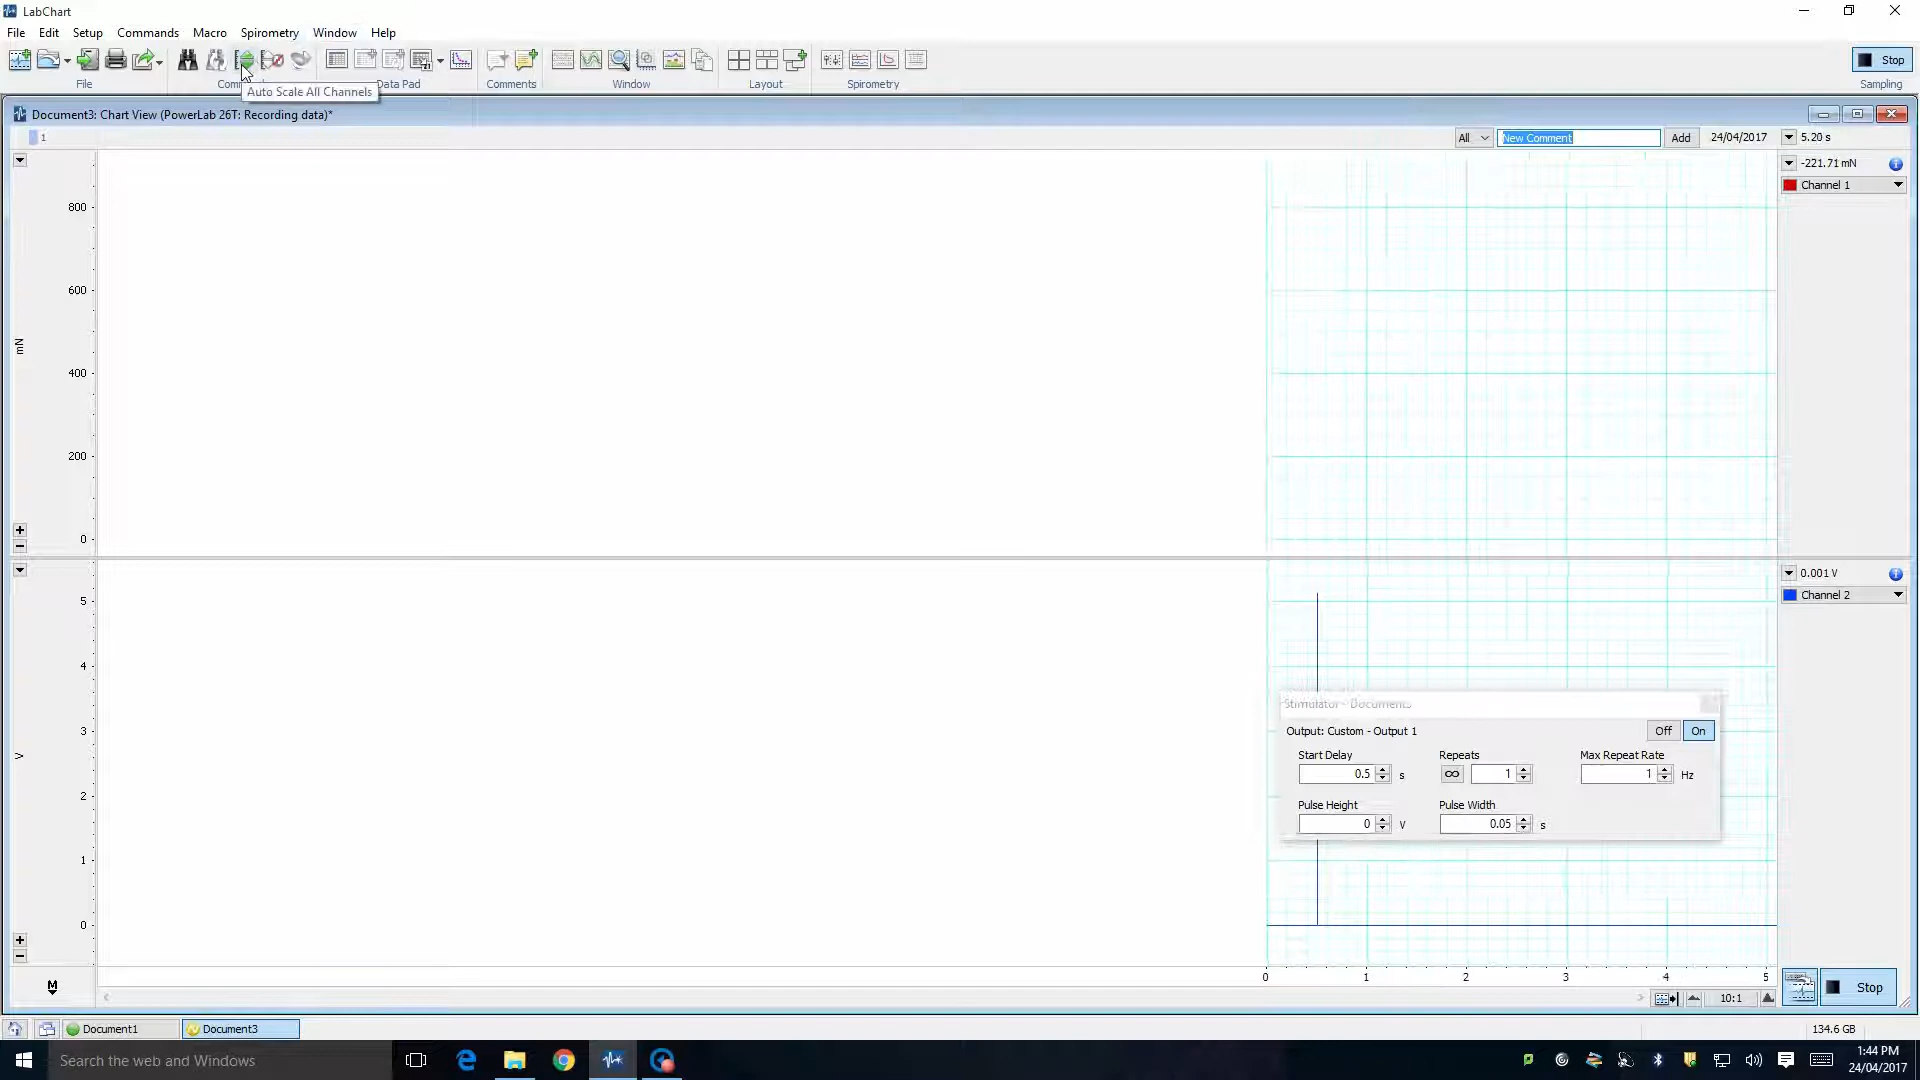 LabChart
File Edit Setup Commands Macro Spirometry Window Help
Stop
File Data Pad Comments Window Layout Spirometry Sampling
Auto Scale All Channels
Document3: Chart View (PowerLab 26T: Recording data)*
1 All New Comment Add 24/04/2017 5.20 s
-221.71 mN
Channel 1
800
600
mN
400
200
0
0.001 V
Channel 2
5
4
3
V
2
1
0
Output: Custom - Output 1 Off On
Start Delay Repeats Max Repeat Rate
0.5 s ∞ 1 1 Hz
Pulse Height Pulse Width
0 V 0.05 s
M
0 1 2 3 4 5
10:1 Stop
Document1 Document3 134.6 GB
Search the web and Windows
1:44 PM
24/04/2017